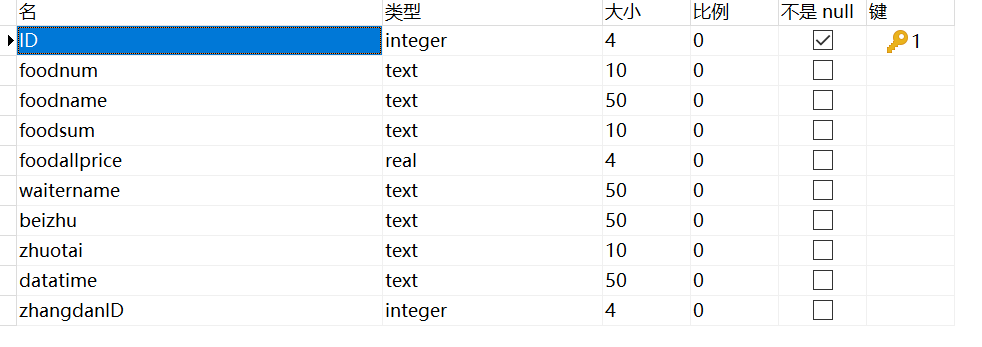 名 类型 大小 比例 不是 null 键
ID integer 4 0 1
foodnum text 10 0
foodname text 50 0
foodsum text 10 0
foodallprice real 4 0
waitername text 50 0
beizhu text 50 0
zhuotai text 10 0
datatime text 50 0
zhangdanID integer 4 0